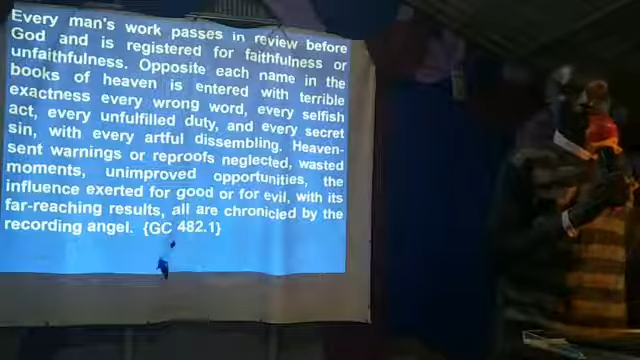 Every man's work passes in review before
God and is registered for faithfulness or
unfaithfulness. Opposite each name in the
books of heaven is entered with terrible
exactness every wrong word, every selfish
act, every unfulfilled duty, and every secret
sin, with every artful dissembling. Heaven-
sent warnings or reproofs neglected, wasted
moments, unimproved opportunities, the
influence exerted for good or for evil, with its
far-reaching results, all are chronicled by the
recording angel. {GC 482.1}